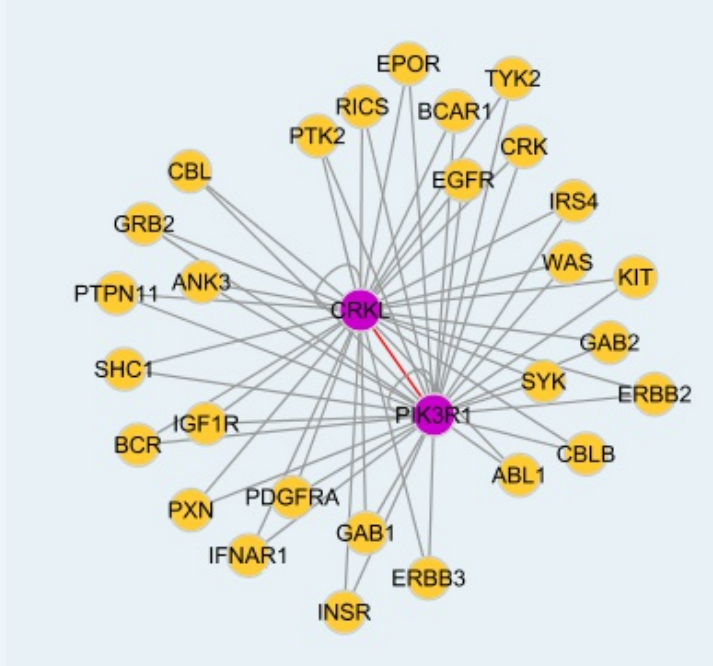 EPOR
TYK2
RICS
BCAR1
PTK2
CRK
CBL
EGFR
IRS4
GRB2
WAS
KIT
ANK3
PTPN11
CRKL
GAB2
SHC1
SYK
ERBB2
PIK3R1
IGF1R
BCR
CBLB
ABL1
PDGFRA
PXN
GAB1
IFNAR1
ERBB3
INSR